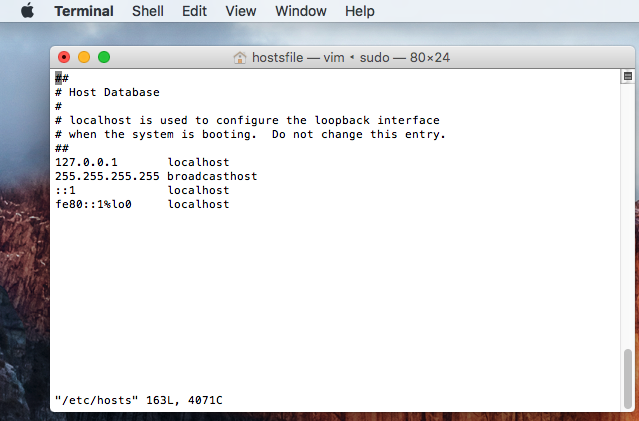 Terminal Shell Edit View Window Help
hostsfile — vim ◂ sudo — 80×24
##
# Host Database
#
# localhost is used to configure the loopback interface
# when the system is booting.  Do not change this entry.
##
127.0.0.1       localhost
255.255.255.255 broadcasthost
::1             localhost
fe80::1%lo0     localhost
"/etc/hosts" 163L, 4071C